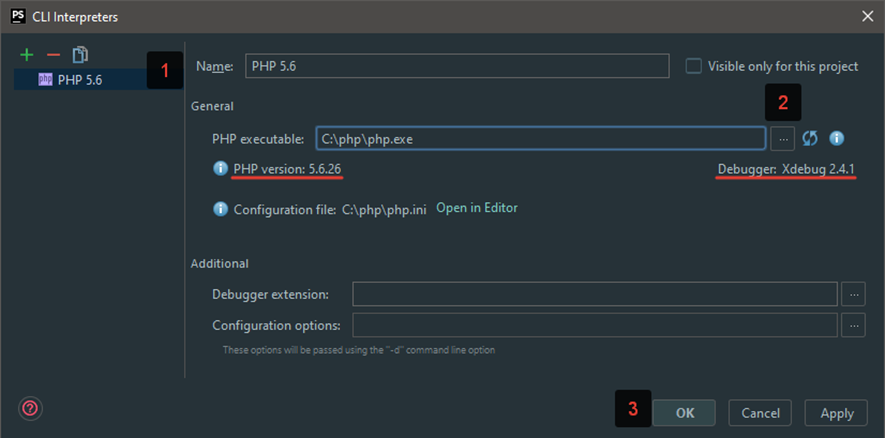 PS CLI Interpreters
1
php PHP 5.6
Name: PHP 5.6
Visible only for this project
General
2
PHP executable: C:\php\php.exe ...
PHP version: 5.6.26
Debugger: Xdebug 2.4.1
Configuration file: C:\php\php.ini Open in Editor
Additional
Debugger extension: ...
Configuration options: ...
These options will be passed using the "-d" command line option
?
3
OK Cancel Apply